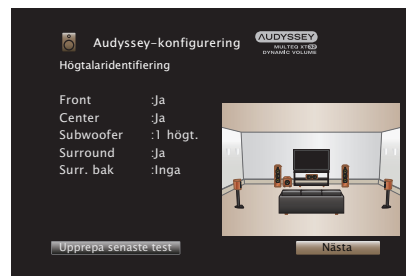 Audyssey-konfigurering
AUDYSSEY
MULTEQ XT32
DYNAMIC VOLUME
Högtalaridentifiering
Front :Ja
Center :Ja
Subwoofer :1 högt.
Surround :Ja
Surr. bak :Inga
Upprepa senaste test
Nästa